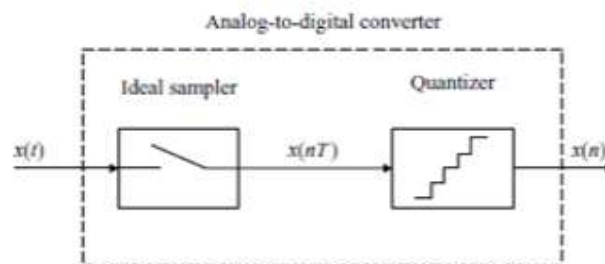 Analog-to-digital converter
Ideal sampler
Quantizer
x(t)
x(nT)
x(n)